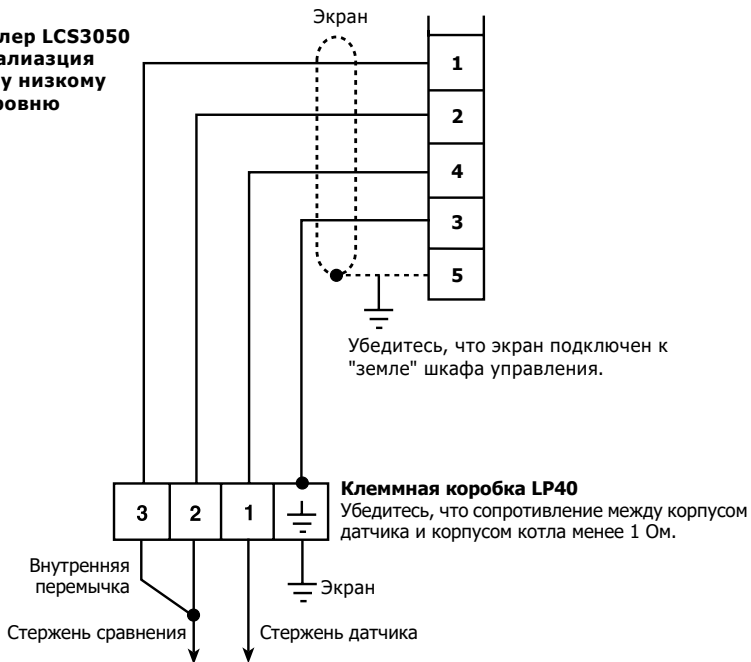 Экран
лер LCS3050
ализация
у низкому
ровню
1
2
4
3
5
Убедитесь, что экран подключен к
"земле" шкафа управления.
Клеммная коробка LP40
Убедитесь, что сопротивление между корпусом
датчика и корпусом котла менее 1 Ом.
3 2 1
Внутренняя
перемычка
Экран
Стержень сравнения
Стержень датчика